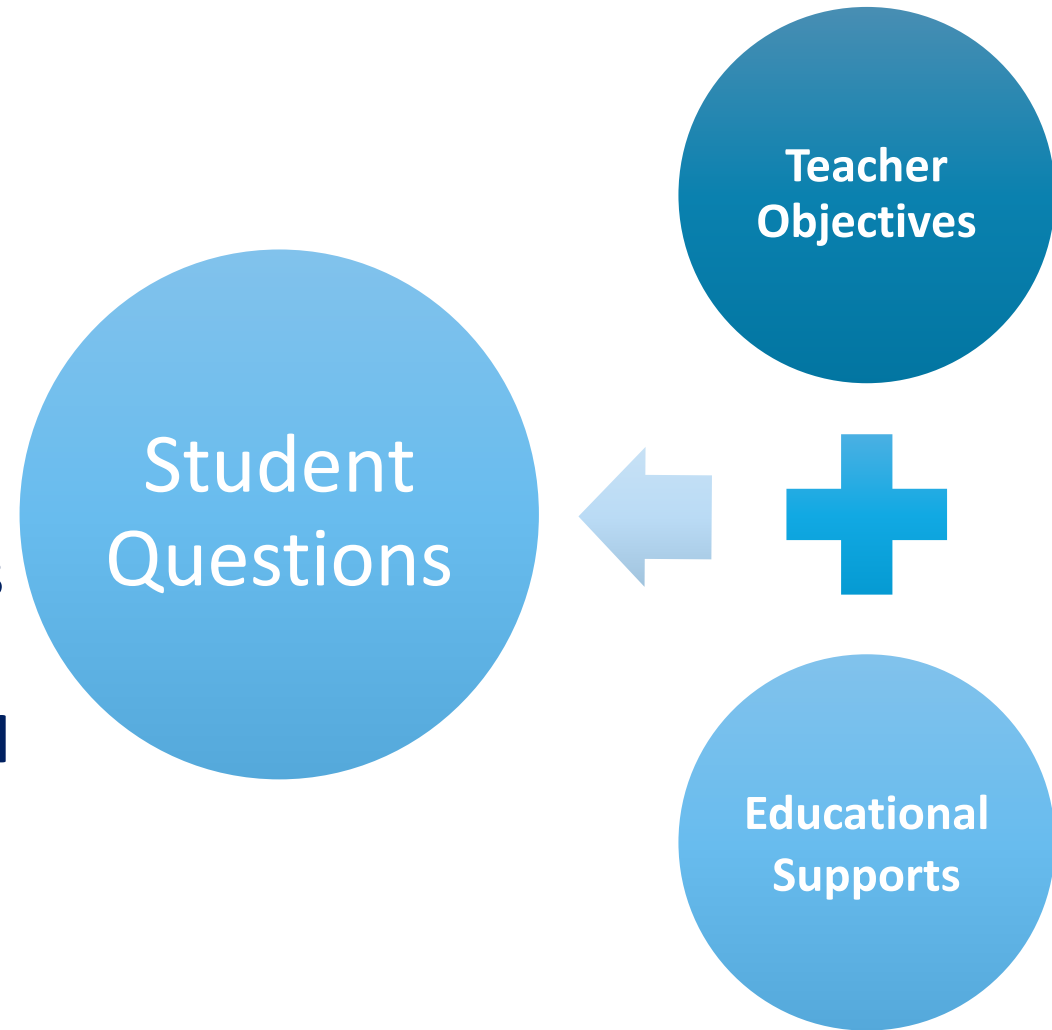 Teacher
Objectives
Student
Questions
Educational
Supports